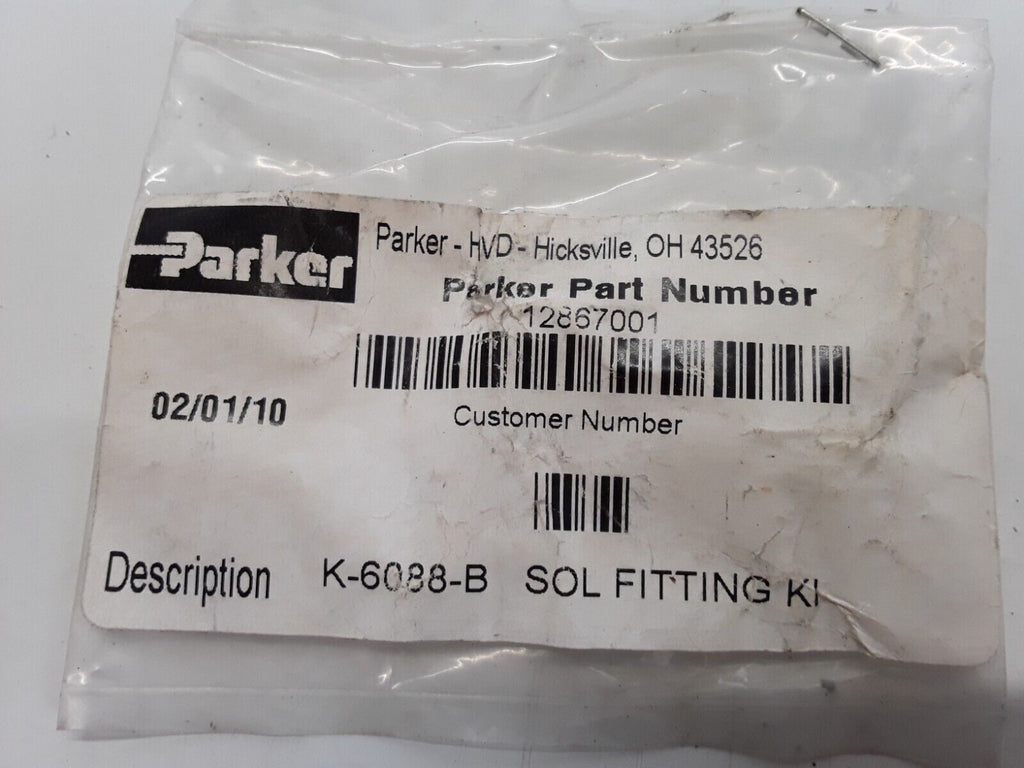 Parker
Parker - HVD - Hicksville, OH 43526
Parker Part Number
12867001
02/01/10
Customer Number
Description K-6088-B SOL FITTING KI